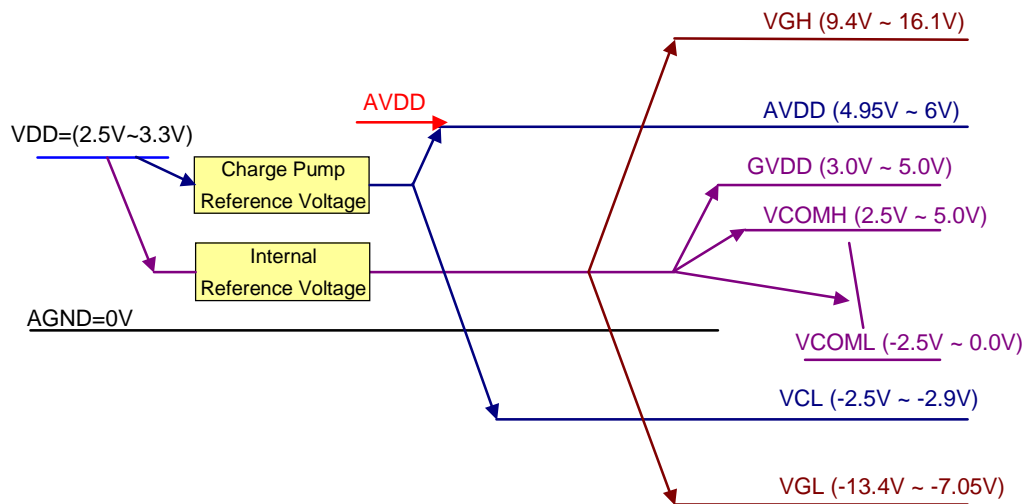 VGH (9.4V ~ 16.1V)
AVDD
AVDD (4.95V ~ 6V)
VDD=(2.5V~3.3V)
Charge Pump
Reference Voltage
GVDD (3.0V ~ 5.0V)
VCOMH (2.5V ~ 5.0V)
Internal
Reference Voltage
AGND=0V
VCOML (-2.5V ~ 0.0V)
VCL (-2.5V ~ -2.9V)
VGL (-13.4V ~ -7.05V)